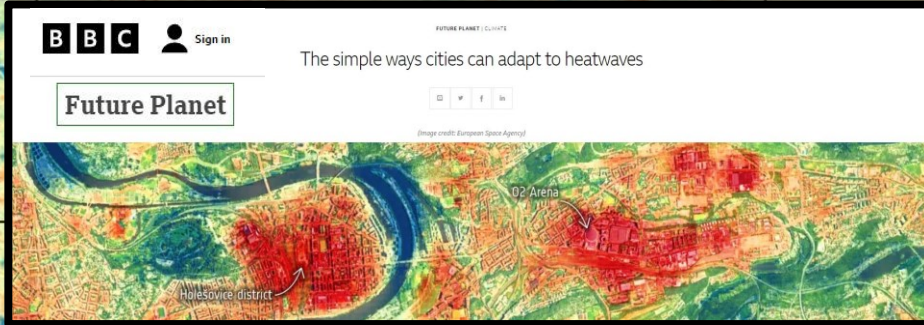 BBC Sign in
Future Planet
FUTURE PLANET | CLIMATE
The simple ways cities can adapt to heatwaves
(Image credit: European Space Agency)
O2 Arena
Holešovice district